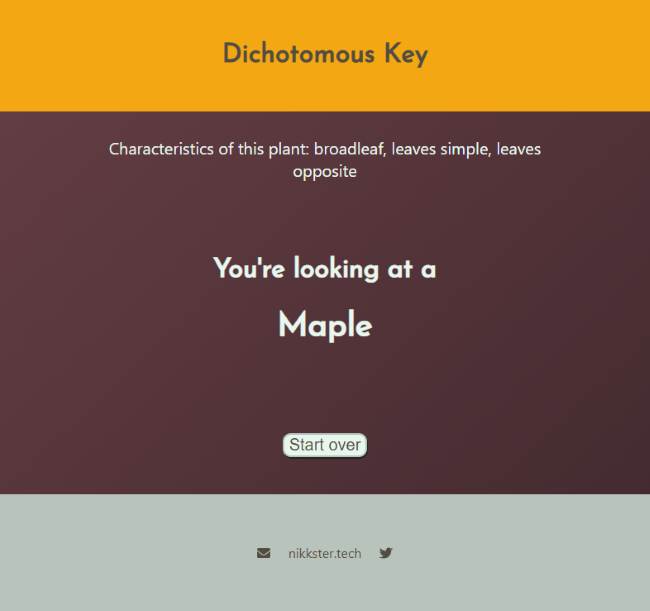 Dichotomous Key
Characteristics of this plant: broadleaf, leaves simple, leaves
opposite
You're looking at a
Maple
Start over
nikkster.tech